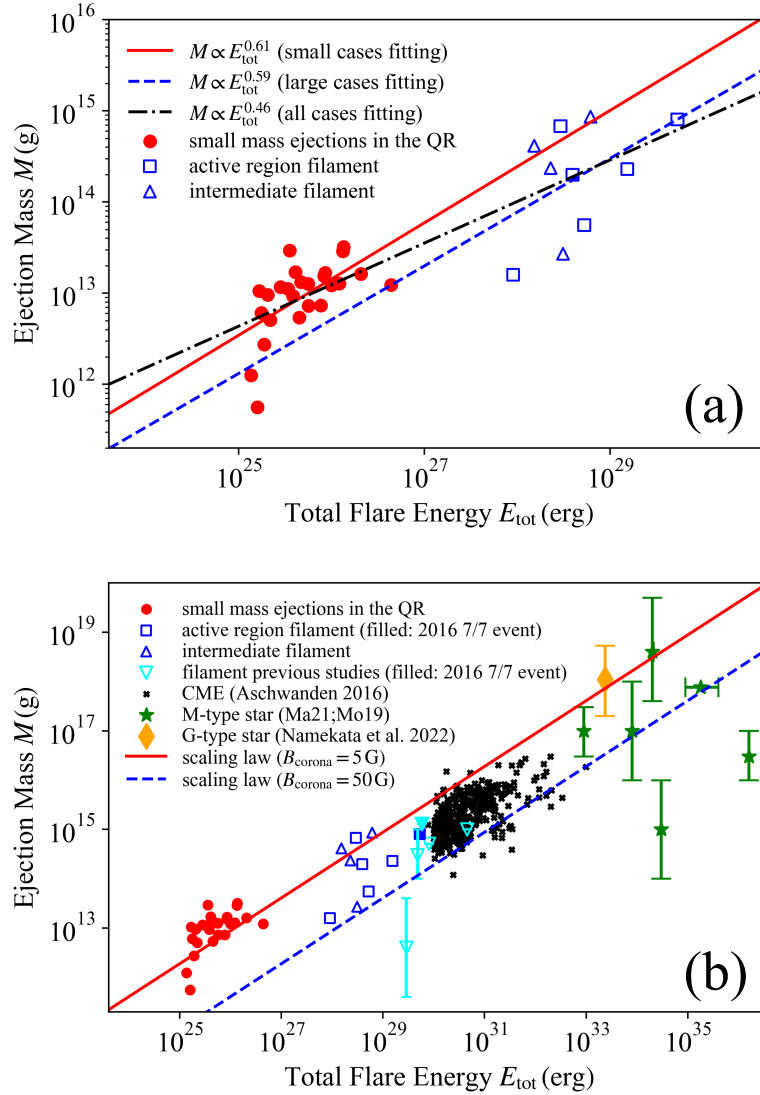 10^16
10^15
10^14
10^13
10^12
Ejection Mass M (g)
M ∝ E_tot^0.61 (small cases fitting)
M ∝ E_tot^0.59 (large cases fitting)
M ∝ E_tot^0.46 (all cases fitting)
small mass ejections in the QR
active region filament
intermediate filament
(a)
10^25 10^27 10^29
Total Flare Energy E_tot (erg)
10^19
10^17
10^15
10^13
Ejection Mass M (g)
small mass ejections in the QR
active region filament (filled: 2016 7/7 event)
intermediate filament
filament previous studies (filled: 2016 7/7 event)
CME (Aschwanden 2016)
M-type star (Ma21;Mo19)
G-type star (Namekata et al. 2022)
scaling law (B_corona = 5 G)
scaling law (B_corona = 50 G)
(b)
10^25 10^27 10^29 10^31 10^33 10^35
Total Flare Energy E_tot (erg)